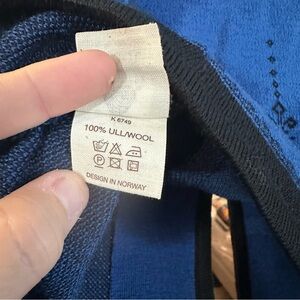 K 6749
100% ULL/WOOL
P
DESIGN IN NORWAY